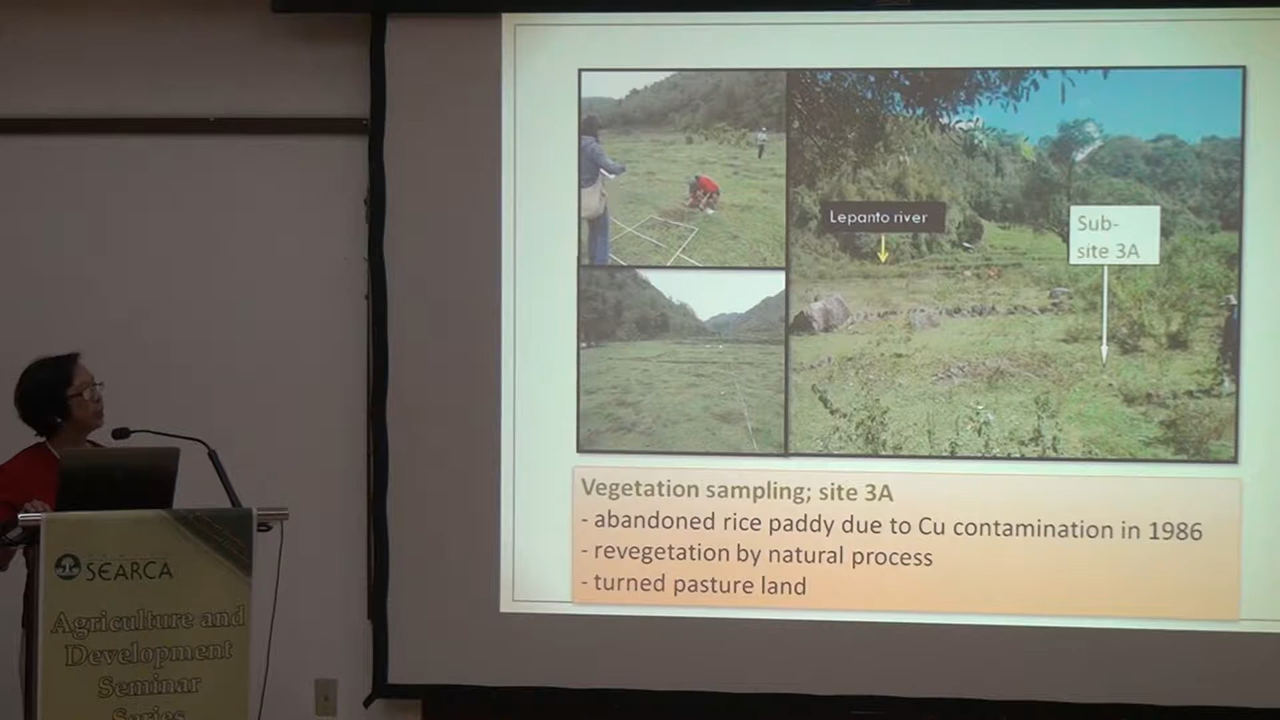 Lepanto river
Sub-
site 3A
Vegetation sampling; site 3A
- abandoned rice paddy due to Cu contamination in 1986
- revegetation by natural process
- turned pasture land
SEARCA
Agriculture and
Development
Seminar
Series